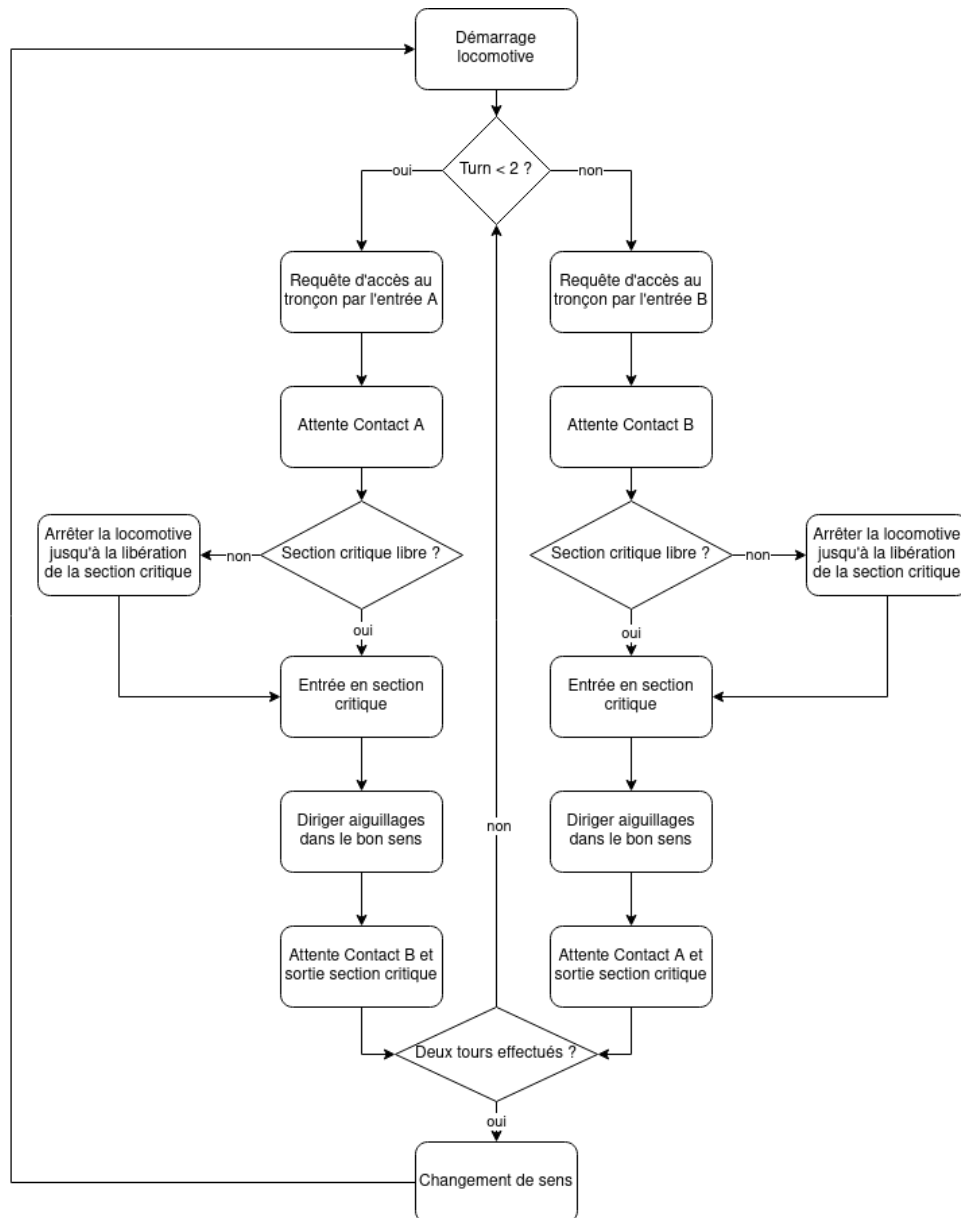 Démarrage
locomotive
Turn < 2 ?
oui
non
Requête d'accès au
tronçon par l'entrée A
Requête d'accès au
tronçon par l'entrée B
Attente Contact A
Attente Contact B
Arrêter la locomotive
jusqu'à la libération
de la section critique
non
Section critique libre ?
Section critique libre ?
non
Arrêter la locomotive
jusqu'à la libération
de la section critique
oui
oui
Entrée en section
critique
Entrée en section
critique
Diriger aiguillages
dans le bon sens
non
Diriger aiguillages
dans le bon sens
Attente Contact B et
sortie section critique
Attente Contact A et
sortie section critique
Deux tours effectués ?
oui
Changement de sens